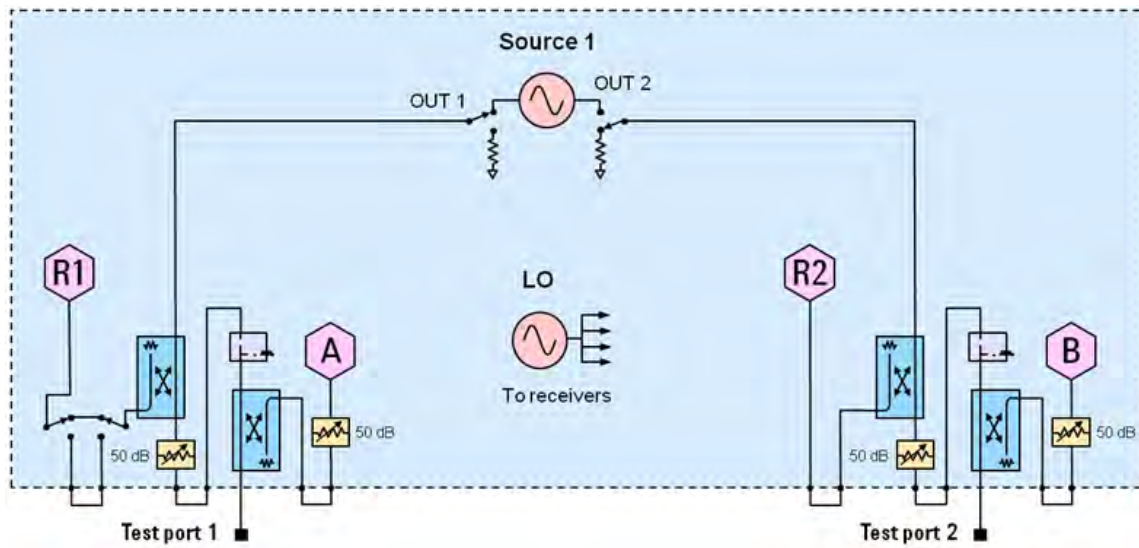 Source 1
OUT 1
OUT 2
R1
LO
R2
A
B
To receivers
50 dB
50 dB
50 dB
50 dB
Test port 1
Test port 2